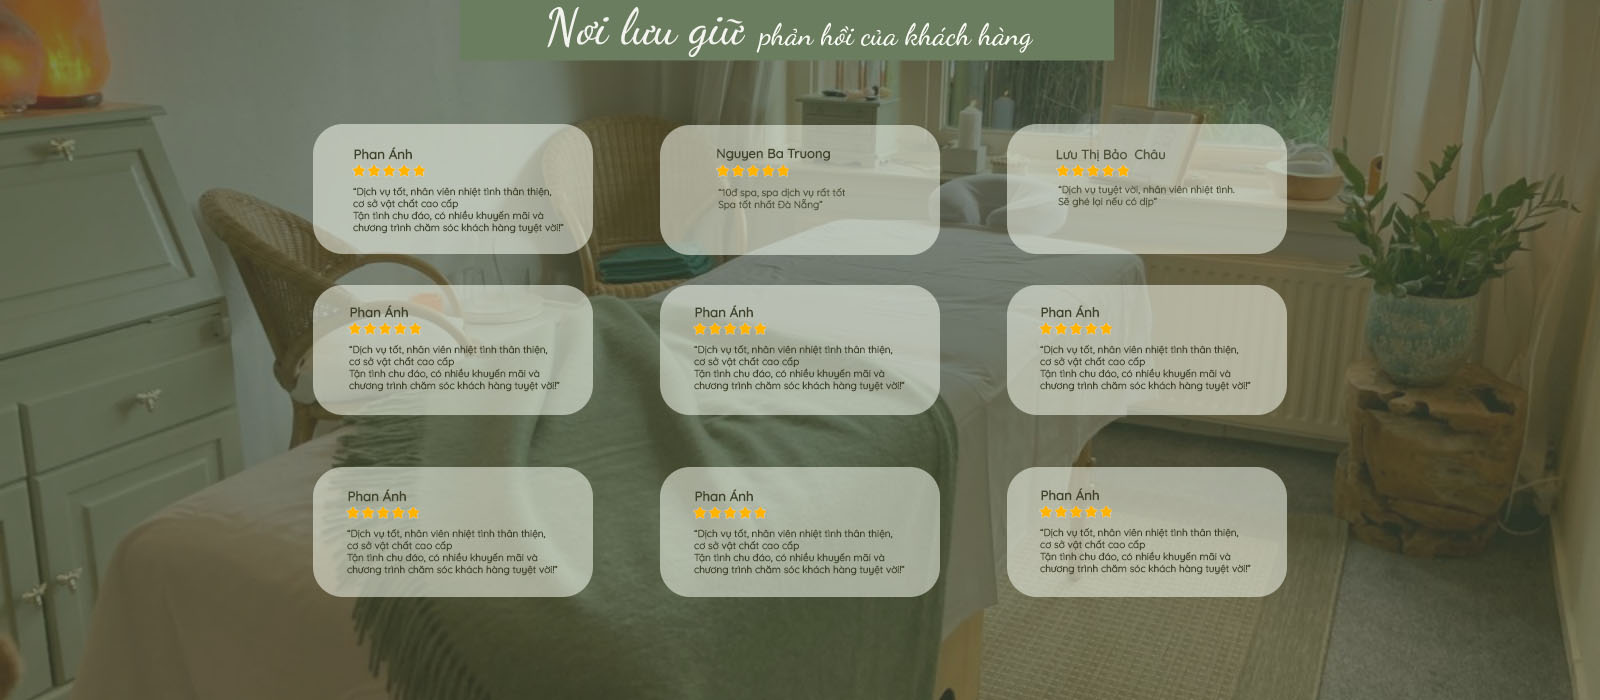 Nơi lưu giữ phản hồi của khách hàng
Phan Ánh
“Dịch vụ tốt, nhân viên nhiệt tình thân thiện,
cơ sở vật chất cao cấp
Tận tình chu đáo, có nhiều khuyến mãi và
chương trình chăm sóc khách hàng tuyệt vời!”
Nguyen Ba Truong
“10đ spa, spa dịch vụ rất tốt
Spa tốt nhất Đà Nẵng”
Lưu Thị Bảo Châu
“Dịch vụ tuyệt vời, nhân viên nhiệt tình.
Sẽ ghé lại nếu có dịp”
Phan Ánh
“Dịch vụ tốt, nhân viên nhiệt tình thân thiện,
cơ sở vật chất cao cấp
Tận tình chu đáo, có nhiều khuyến mãi và
chương trình chăm sóc khách hàng tuyệt vời!”
Phan Ánh
“Dịch vụ tốt, nhân viên nhiệt tình thân thiện,
cơ sở vật chất cao cấp
Tận tình chu đáo, có nhiều khuyến mãi và
chương trình chăm sóc khách hàng tuyệt vời!”
Phan Ánh
“Dịch vụ tốt, nhân viên nhiệt tình thân thiện,
cơ sở vật chất cao cấp
Tận tình chu đáo, có nhiều khuyến mãi và
chương trình chăm sóc khách hàng tuyệt vời!”
Phan Ánh
“Dịch vụ tốt, nhân viên nhiệt tình thân thiện,
cơ sở vật chất cao cấp
Tận tình chu đáo, có nhiều khuyến mãi và
chương trình chăm sóc khách hàng tuyệt vời!”
Phan Ánh
“Dịch vụ tốt, nhân viên nhiệt tình thân thiện,
cơ sở vật chất cao cấp
Tận tình chu đáo, có nhiều khuyến mãi và
chương trình chăm sóc khách hàng tuyệt vời!”
Phan Ánh
“Dịch vụ tốt, nhân viên nhiệt tình thân thiện,
cơ sở vật chất cao cấp
Tận tình chu đáo, có nhiều khuyến mãi và
chương trình chăm sóc khách hàng tuyệt vời!”